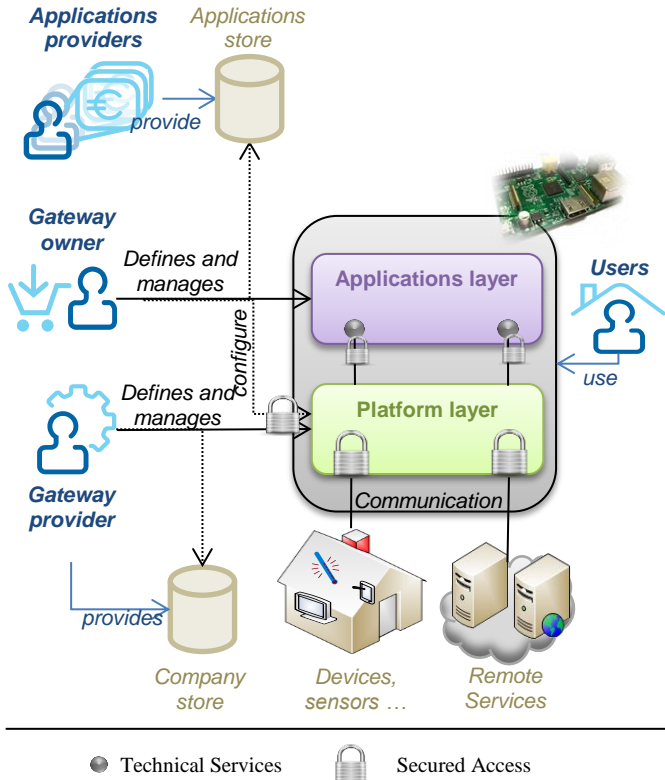 Applications
providers
Applications
store
provide
Gateway
owner
Defines and
manages
configure
Applications layer
Users
use
Defines and
manages
Platform layer
Gateway
provider
Communication
provides
Company
store
Devices,
sensors …
Remote
Services
Technical Services
Secured Access